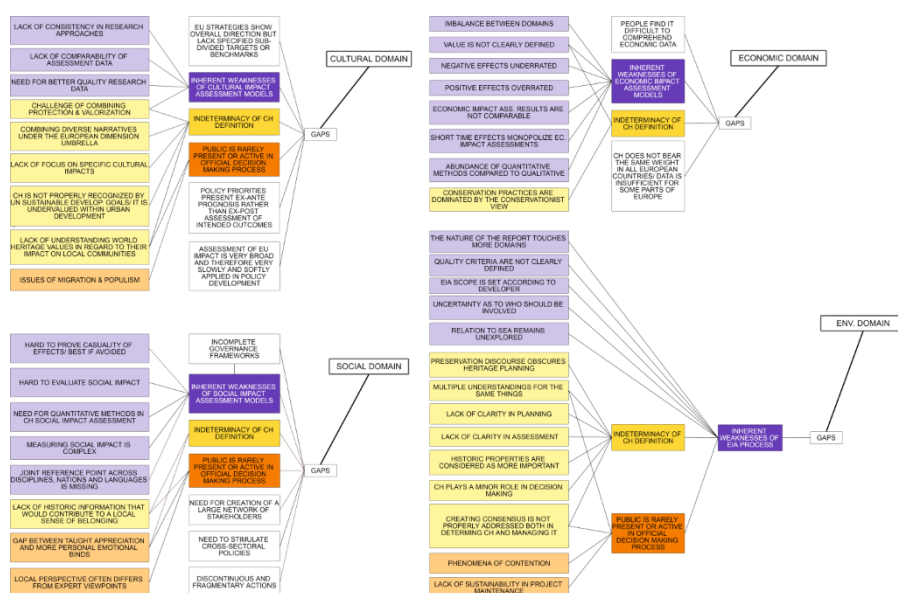 LACK OF CONSISTENCY IN RESEARCH
APPROACHES
LACK OF COMPARABILITY OF
ASSESSMENT DATA
NEED FOR BETTER QUALITY RESEARCH
DATA
CHALLENGE OF COMBINING
PROTECTION & VALORIZATION
COMBINING DIVERSE NARRATIVES
UNDER THE EUROPEAN DIMENSION
UMBRELLA
LACK OF FOCUS ON SPECIFIC CULTURAL
IMPACTS
CH IS NOT PROPERLY RECOGNIZED BY
UN SUSTAINABLE DEVELOP. GOALS/ IT IS
UNDERVALUED WITHIN URBAN
DEVELOPMENT
LACK OF UNDERSTANDING WORLD
HERITAGE VALUES IN REGARD TO THEIR
IMPACT ON LOCAL COMMUNITIES
ISSUES OF MIGRATION & POPULISM
EU STRATEGIES SHOW
OVERALL DIRECTION BUT
LACK SPECIFIED SUB-
DIVIDED TARGETS OR
BENCHMARKS
INHERENT WEAKNESSES
OF CULTURAL IMPACT
ASSESSMENT MODELS
INDETERMINACY OF CH
DEFINITION
PUBLIC IS RARELY
PRESENT OR ACTIVE IN
OFFICIAL DECISION
MAKING PROCESS
POLICY PRIORITIES
PRESENT EX-ANTE
PROGNOSIS RATHER
THAN EX-POST
ASSESSMENT OF
INTENDED OUTCOMES
ASSESSMENT OF EU
IMPACT IS VERY BROAD
AND THEREFORE VERY
SLOWLY AND SOFTLY
APPLIED IN POLICY
DEVELOPMENT
CULTURAL DOMAIN
GAPS
IMBALANCE BETWEEN DOMAINS
VALUE IS NOT CLEARLY DEFINED
NEGATIVE EFFECTS UNDERRATED
POSITIVE EFFECTS OVERRATED
ECONOMIC IMPACT ASS. RESULTS ARE
NOT COMPARABLE
SHORT TIME EFFECTS MONOPOLIZE EC.
IMPACT ASSESSMENTS
ABUNDANCE OF QUANTITATIVE
METHODS COMPARED TO QUALITATIVE
CONSERVATION PRACTICES ARE
DOMINATED BY THE CONSERVATIONIST
VIEW
PEOPLE FIND IT
DIFFICULT TO
COMPREHEND
ECONOMIC DATA
INHERENT
WEAKNESSES OF
ECONOMIC IMPACT
ASSESSMENT
MODELS
INDETERMINACY
OF CH DEFINITION
CH DOES NOT BEAR
THE SAME WEIGHT
IN ALL EUROPEAN
COUNTRIES/ DATA IS
INSUFFICIENT FOR
SOME PARTS OF
EUROPE
ECONOMIC DOMAIN
GAPS
HARD TO PROVE CASUALITY OF
EFFECTS/ BEST IF AVOIDED
HARD TO EVALUATE SOCIAL IMPACT
NEED FOR QUANTITATIVE METHODS IN
CH SOCIAL IMPACT ASSESSMENT
MEASURING SOCIAL IMPACT IS
COMPLEX
JOINT REFERENCE POINT ACROSS
DISCIPLINES, NATIONS AND LANGUAGES
IS MISSING
LACK OF HISTORIC INFORMATION THAT
WOULD CONTRIBUTE TO A LOCAL
SENSE OF BELONGING
GAP BETWEEN TAUGHT APPRECIATION
AND MORE PERSONAL EMOTIONAL
BINDS
LOCAL PERSPECTIVE OFTEN DIFFERS
FROM EXPERT VIEWPOINTS
INCOMPLETE
GOVERNANCE
FRAMEWORKS
INHERENT WEAKNESSES
OF SOCIAL IMPACT
ASSESSMENT MODELS
INDETERMINACY OF CH
DEFINITION
PUBLIC IS RARELY
PRESENT OR ACTIVE IN
OFFICIAL DECISION
MAKING PROCESS
NEED FOR CREATION OF A
LARGE NETWORK OF
STAKEHOLDERS
NEED TO STIMULATE
CROSS-SECTORAL
POLICIES
DISCONTINUOUS AND
FRAGMENTARY ACTIONS
SOCIAL DOMAIN
GAPS
THE NATURE OF THE REPORT TOUCHES
MORE DOMAINS
QUALITY CRITERIA ARE NOT CLEARLY
DEFINED
EIA SCOPE IS SET ACCORDING TO
DEVELOPER
UNCERTAINTY AS TO WHO SHOULD BE
INVOLVED
RELATION TO SEA REMAINS
UNEXPLORED
PRESERVATION DISCOURSE OBSCURES
HERITAGE PLANNING
MULTIPLE UNDERSTANDINGS FOR THE
SAME THINGS
LACK OF CLARITY IN PLANNING
LACK OF CLARITY IN ASSESSMENT
HISTORIC PROPERTIES ARE
CONSIDERED AS MORE IMPORTANT
CH PLAYS A MINOR ROLE IN DECISION
MAKING
CREATING CONSENSUS IS NOT
PROPERLY ADDRESSED BOTH IN
DETERMING CH AND MANAGING IT
PHENOMENA OF CONTENTION
LACK OF SUSTAINABILITY IN PROJECT
MAINTENANCE
INDETERMINACY OF
CH DEFINITION
PUBLIC IS RARELY
PRESENT OR ACTIVE
IN OFFICIAL
DECISION MAKING
PROCESS
INHERENT
WEAKNESSES OF
EIA PROCESS
ENV. DOMAIN
GAPS